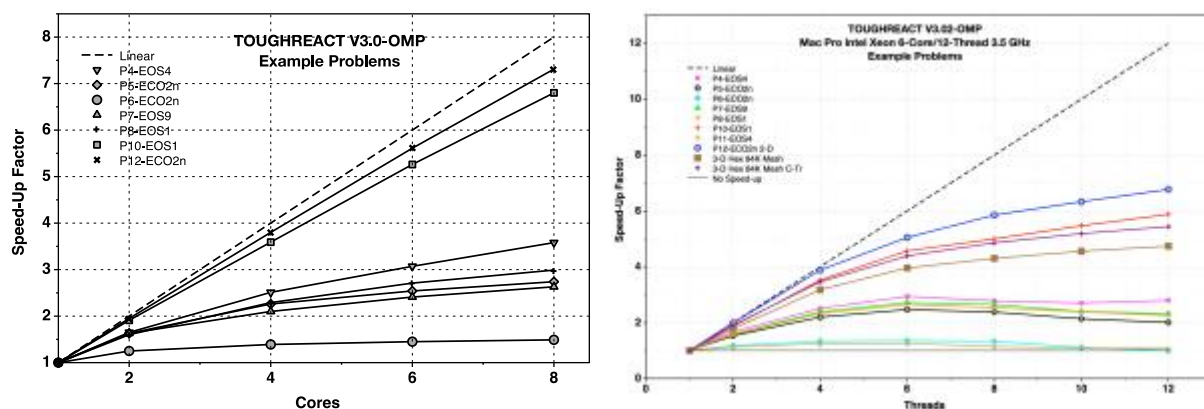 TOUGHREACT V3.0-OMP
Example Problems
Linear
P4-EOS4
P5-ECO2n
P6-ECO2n
P7-EOS9
P8-EOS1
P10-EOS1
P12-ECO2n
8
7
6
5
4
3
2
1
2
4
6
8
Speed-Up Factor
Cores
TOUGHREACT V3.02-OMP
Mac Pro Intel Xeon 6-Core/12-Thread 3.5 GHz
Example Problems
Linear
P4-EOS4
P5-ECO2n
P6-ECO2n
P7-EOS9
P8-EOS1
P10-EOS1
P11-EOS4
P12-ECO2n 2-D
3-D Hex 84K Mesh
3-D Hex 84K Mesh C-Tr
No Speed-up
12
10
8
6
4
2
0
0
2
4
6
8
10
12
Speed-Up Factor
Threads